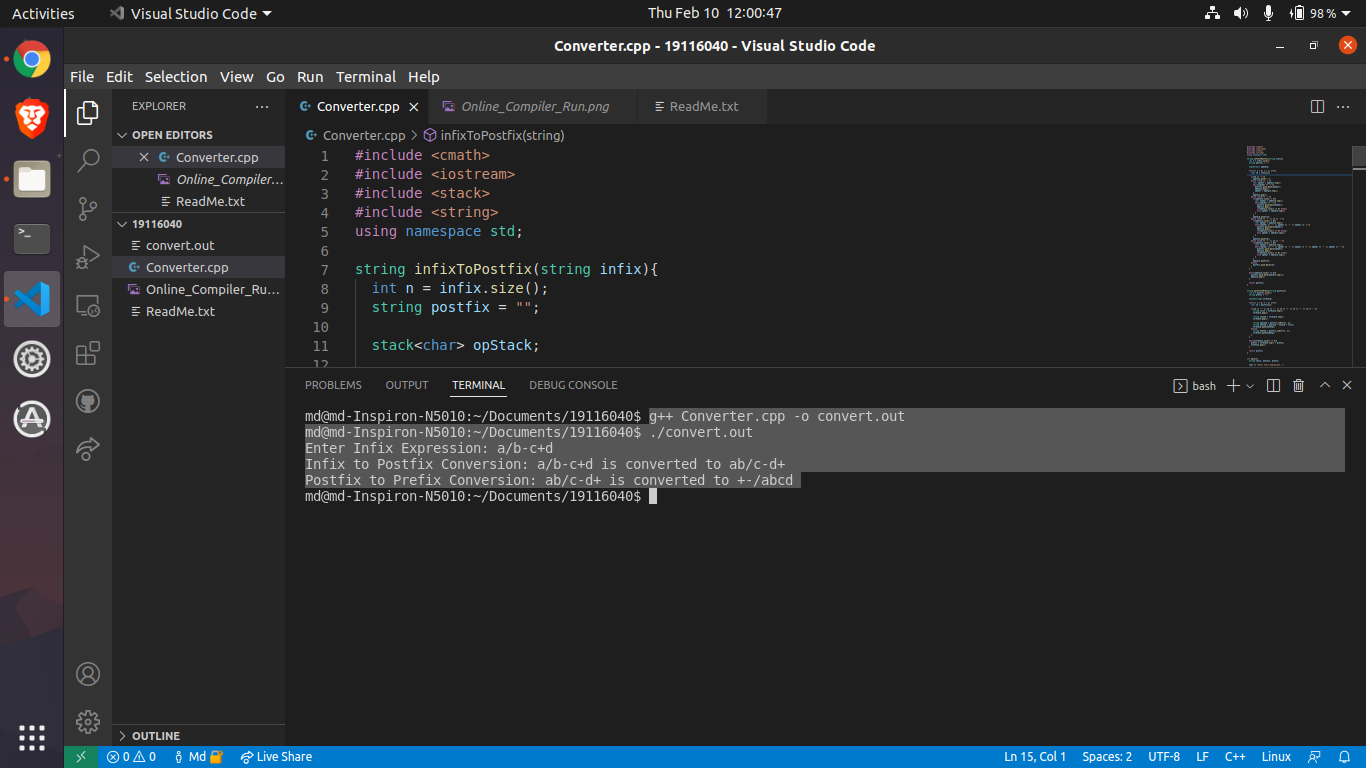 Activities
Visual Studio Code
Thu Feb 10 12:00:47
98 %
Converter.cpp - 19116040 - Visual Studio Code
File Edit Selection View Go Run Terminal Help
EXPLORER
OPEN EDITORS
Converter.cpp
Online_Compiler...
ReadMe.txt
19116040
convert.out
Converter.cpp
Online_Compiler_Ru...
ReadMe.txt
OUTLINE
Converter.cpp
Online_Compiler_Run.png
ReadMe.txt
Converter.cpp > infixToPostfix(string)
1 #include <cmath>
2 #include <iostream>
3 #include <stack>
4 #include <string>
5 using namespace std;
6
7 string infixToPostfix(string infix){
8 int n = infix.size();
9 string postfix = "";
10
11 stack<char> opStack;
12
PROBLEMS OUTPUT TERMINAL DEBUG CONSOLE
bash
md@md-Inspiron-N5010:~/Documents/19116040$ g++ Converter.cpp -o convert.out
md@md-Inspiron-N5010:~/Documents/19116040$ ./convert.out
Enter Infix Expression: a/b-c+d
Infix to Postfix Conversion: a/b-c+d is converted to ab/c-d+
Postfix to Prefix Conversion: ab/c-d+ is converted to +-/abcd
md@md-Inspiron-N5010:~/Documents/19116040$
0 0 Md Live Share
Ln 15, Col 1 Spaces: 2 UTF-8 LF C++ Linux